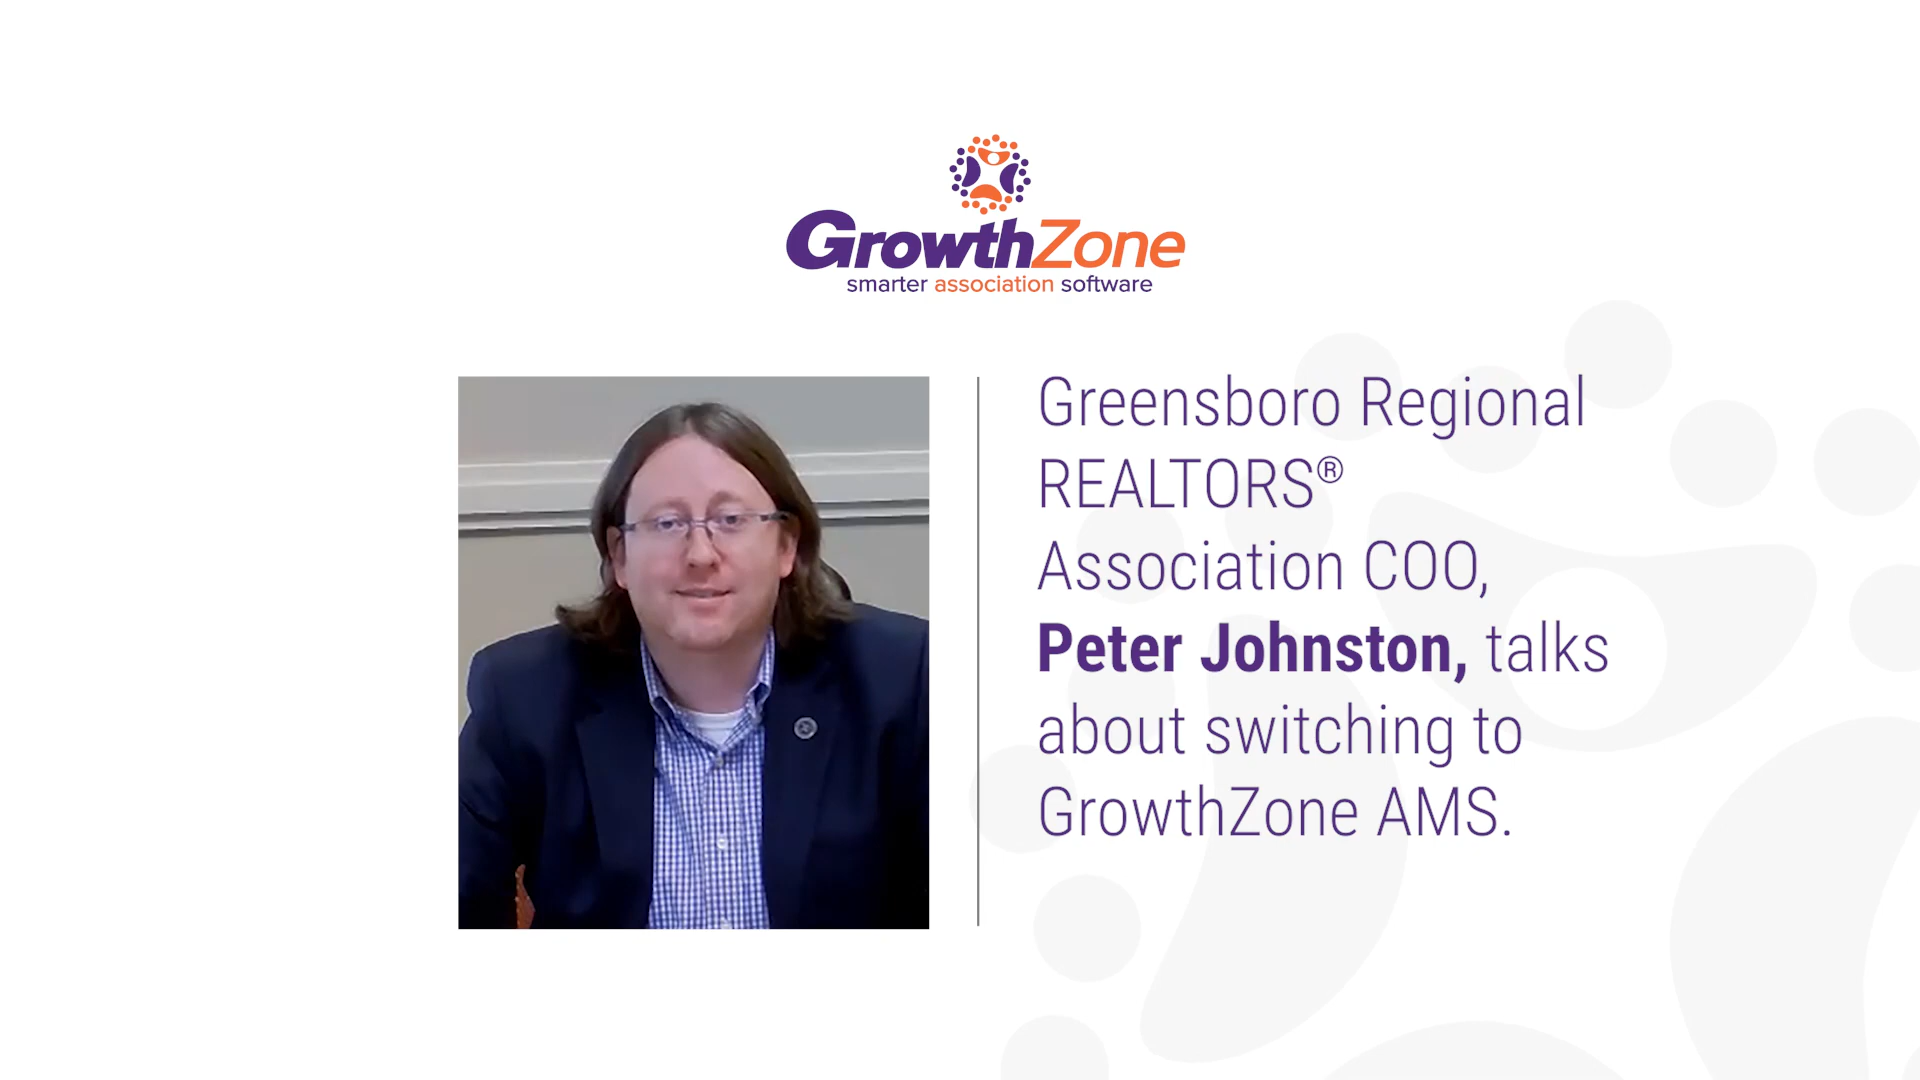 GrowthZone
smarter association software
Greensboro Regional
REALTORS®
Association COO,
Peter Johnston, talks
about switching to
GrowthZone AMS.